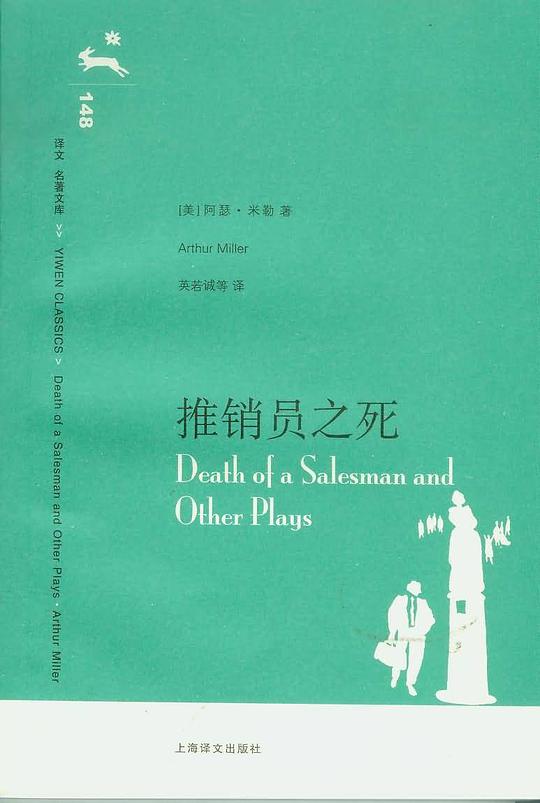 148
译文 名著文库 >> YIWEN CLASSICS > Death of a Salesman and Other Plays · Arthur Miller
[美]阿瑟·米勒 著
Arthur Miller
英若诚等 译
推销员之死
Death of a Salesman and
Other Plays
上海译文出版社